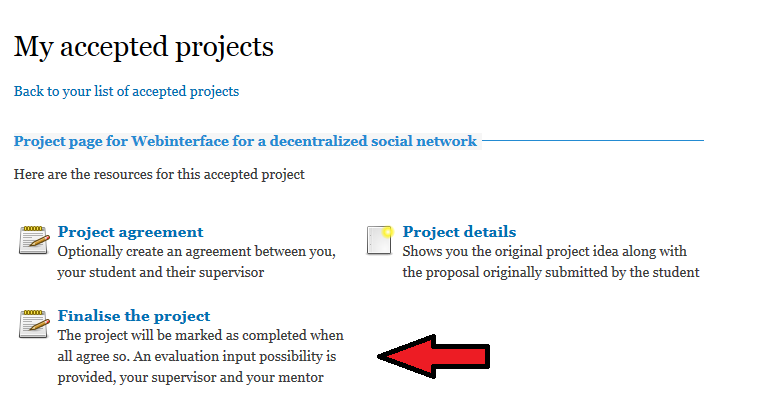 My accepted projects
Back to your list of accepted projects
Project page for Webinterface for a decentralized social network
Here are the resources for this accepted project
Project agreement
Optionally create an agreement between you,
your student and their supervisor
Project details
Shows you the original project idea along with
the proposal originally submitted by the student
Finalise the project
The project will be marked as completed when
all agree so. An evaluation input possibility is
provided, your supervisor and your mentor